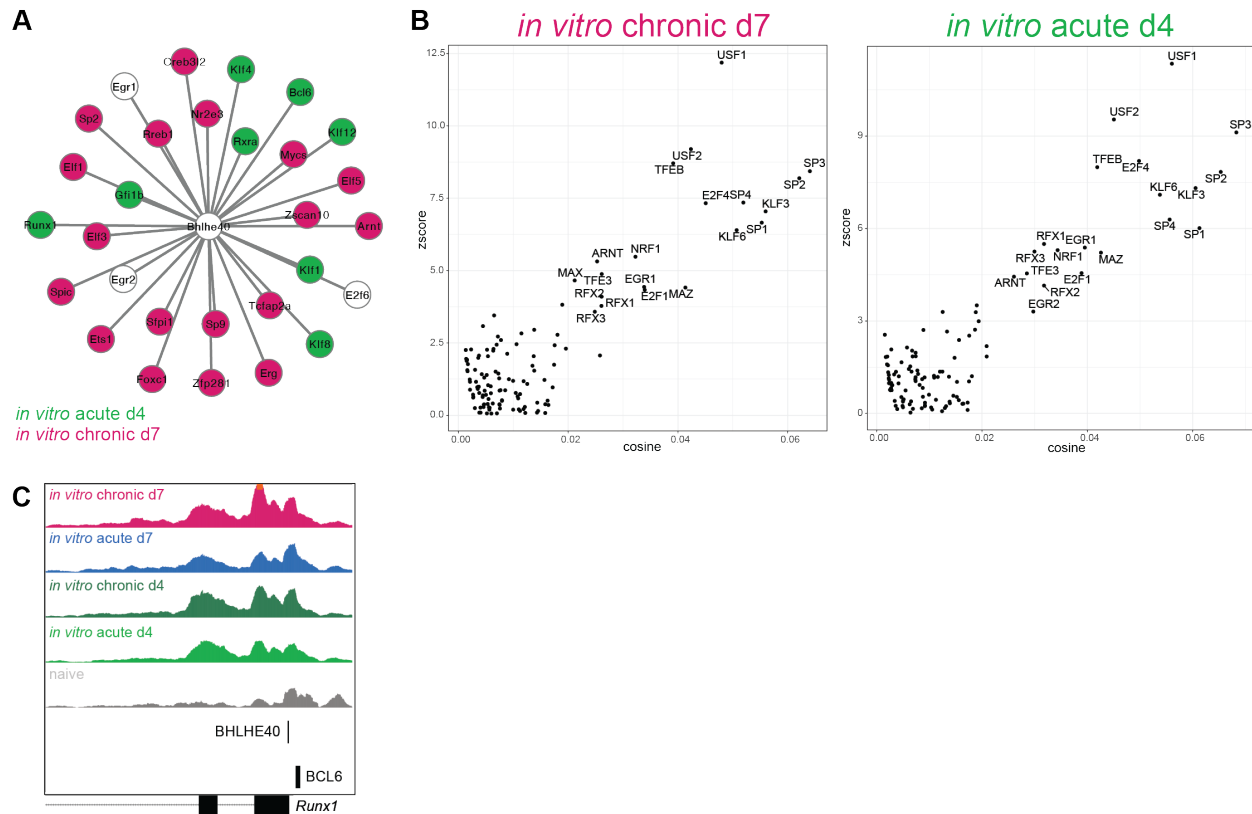 A
Creb3l2
Klf4
Egr1
Bcl6
Sp2
Nr2e3
Rreb1
Rxra
Klf12
Mycs
Elf1
Elf5
Gfi1b
Zscan10
Runx1
Elf3
Bhlhe40
Arnt
Egr2
Klf1
Spic
E2f6
Tcfap2a
Sfpi1
Sp9
Ets1
Klf8
Foxc1
Zfp281
Erg
in vitro acute d4
in vitro chronic d7
B
in vitro chronic d7
12.5
10.0
7.5
5.0
2.5
0.0
zscore
USF1
USF2
TFEB
SP3
SP2
E2F4
SP4
KLF3
SP1
KLF6
ARNT
NRF1
MAX
TFE3
EGR1
RFX2
E2F1
MAZ
RFX1
RFX3
0.00
0.02
0.04
0.06
cosine
in vitro acute d4
9
6
3
0
zscore
USF1
USF2
SP3
TFEB
E2F4
SP2
KLF6
KLF3
SP4
SP1
RFX1
EGR1
RFX3
NRF1
MAZ
TFE3
ARNT
E2F1
RFX2
EGR2
0.00
0.02
0.04
0.06
cosine
C
in vitro chronic d7
in vitro acute d7
in vitro chronic d4
in vitro acute d4
naive
BHLHE40
BCL6
Runx1